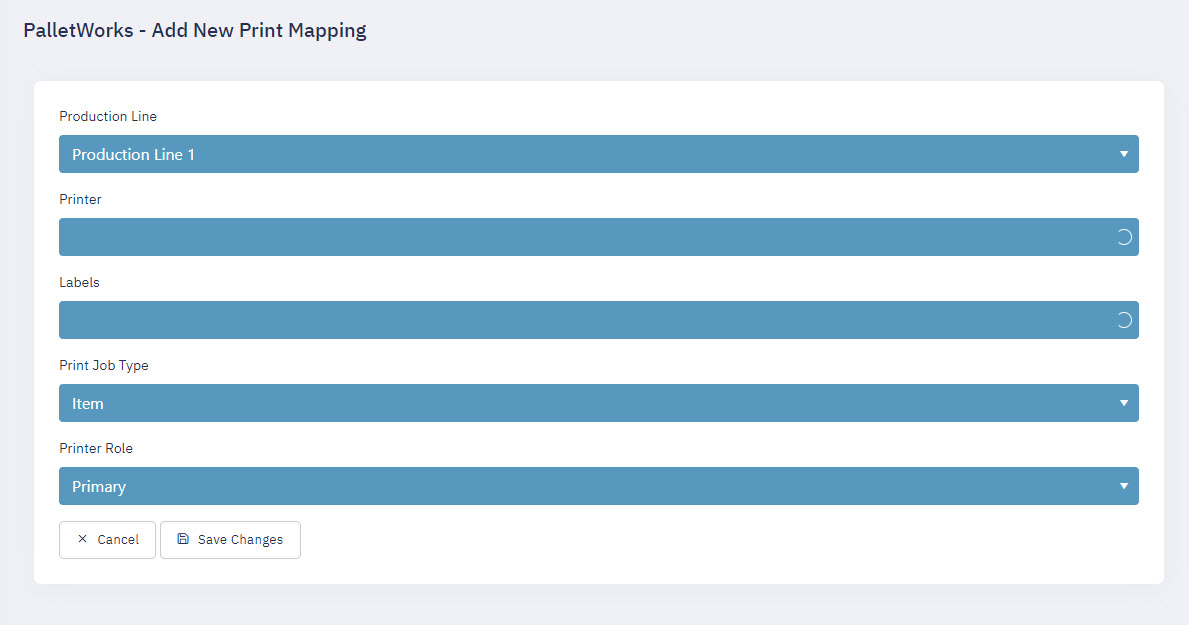 PalletWorks - Add New Print Mapping
Production Line
Production Line 1
Printer
Labels
Print Job Type
Item
Printer Role
Primary
Cancel
Save Changes